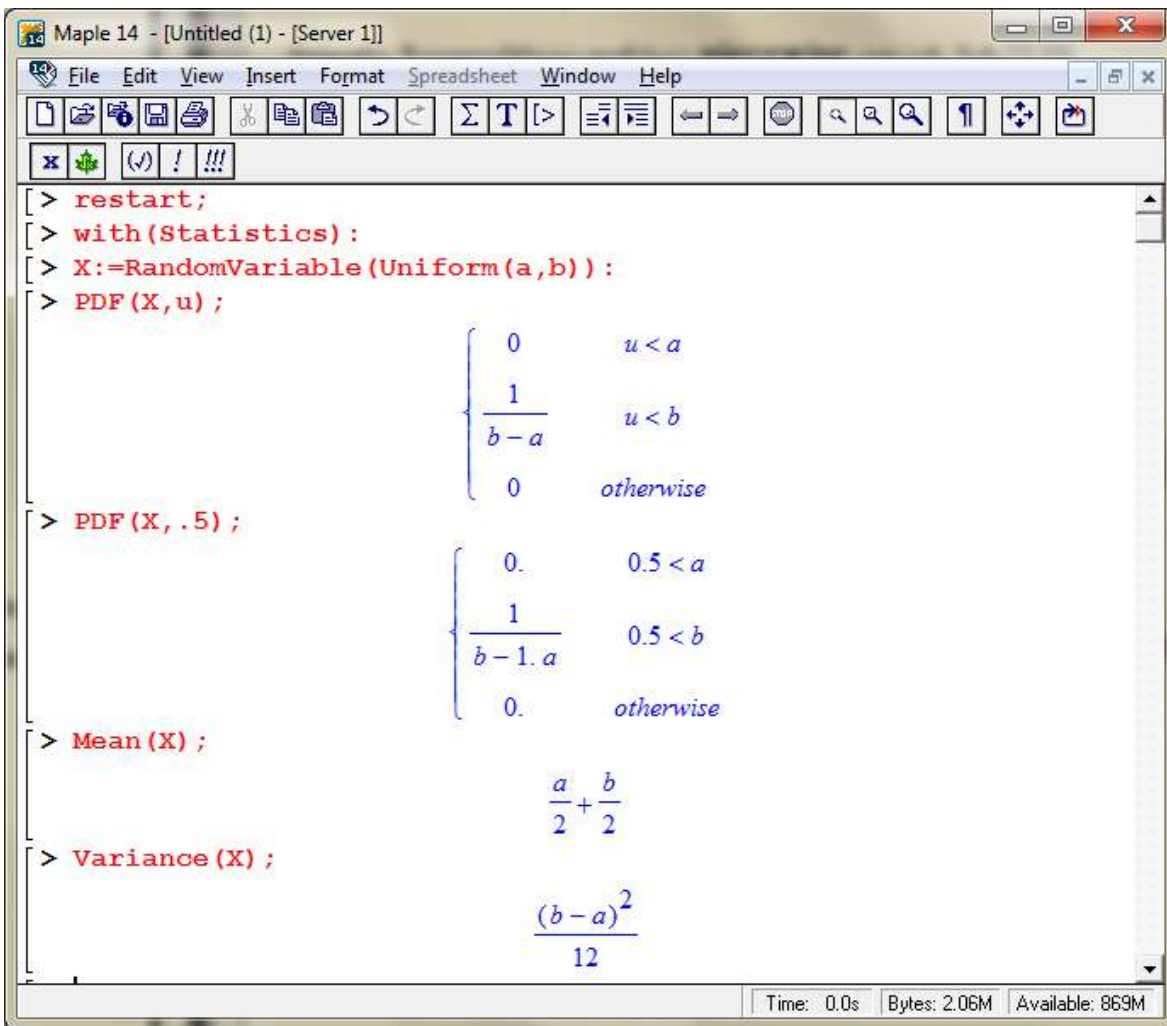 Maple 14 - [Untitled (1) - [Server 1]]
File Edit View Insert Format Spreadsheet Window Help
Σ T [>
x (√) ! !!!
[> restart;
[> with(Statistics):
[> X:=RandomVariable(Uniform(a,b)):
[> PDF(X,u);
0 u < a
1
b − a
u < b
0 otherwise
[> PDF(X,.5);
0. 0.5 < a
1
b − 1. a
0.5 < b
0. otherwise
[> Mean(X);
a/2 + b/2
[> Variance(X);
(b − a)²
12
Time: 0.0s Bytes: 2.06M Available: 869M